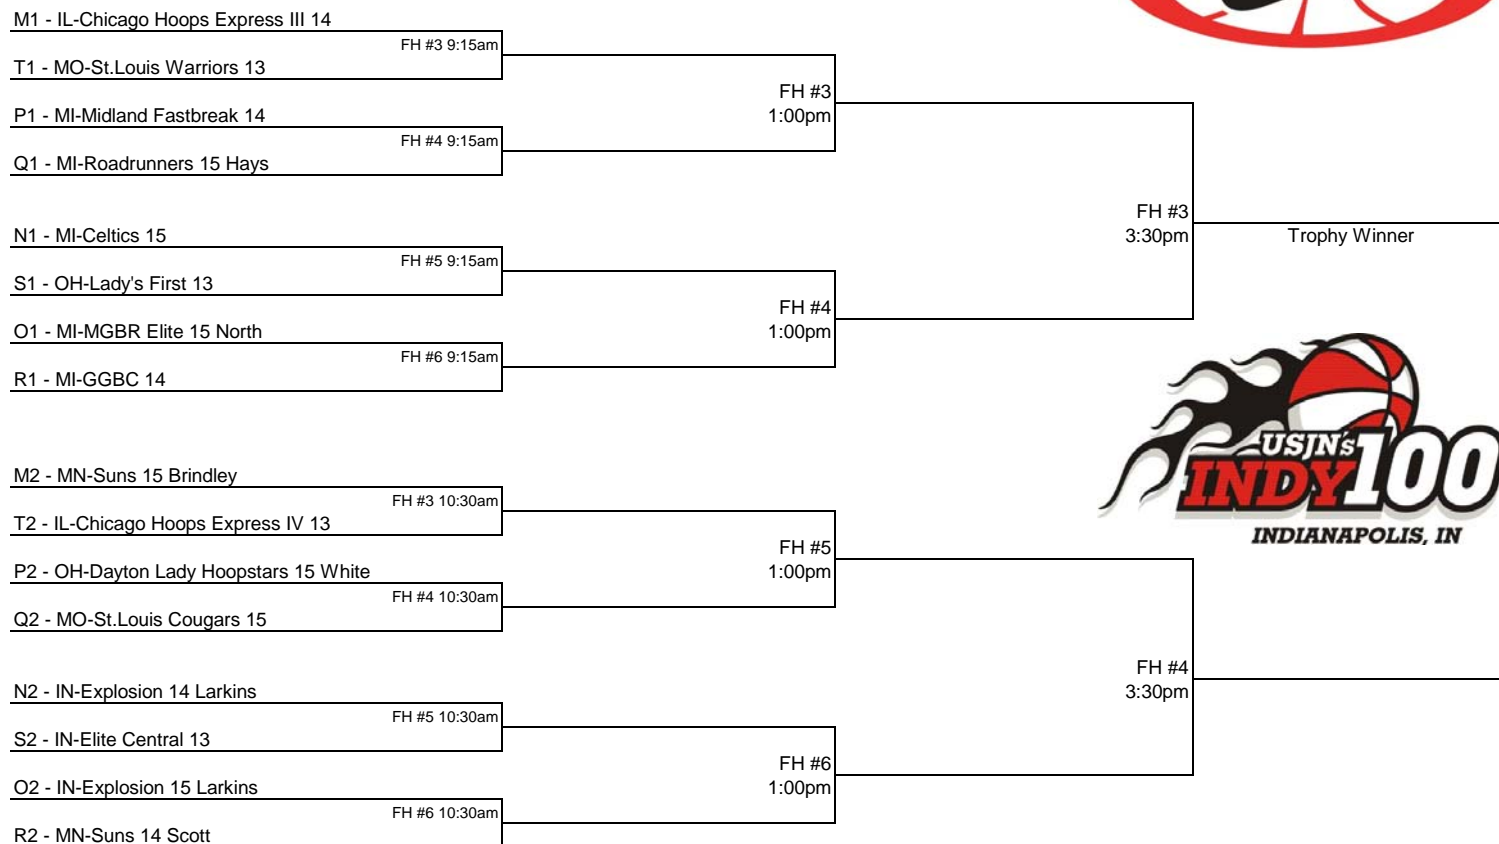 M1 - IL-Chicago Hoops Express III 14
FH #3 9:15am
T1 - MO-St.Louis Warriors 13
FH #3
1:00pm
P1 - MI-Midland Fastbreak 14
FH #4 9:15am
Q1 - MI-Roadrunners 15 Hays
FH #3
3:30pm
Trophy Winner
N1 - MI-Celtics 15
FH #5 9:15am
S1 - OH-Lady's First 13
FH #4
1:00pm
O1 - MI-MGBR Elite 15 North
FH #6 9:15am
R1 - MI-GGBC 14
USJN's
INDY 100
INDIANAPOLIS, IN
M2 - MN-Suns 15 Brindley
FH #3 10:30am
T2 - IL-Chicago Hoops Express IV 13
FH #5
1:00pm
P2 - OH-Dayton Lady Hoopstars 15 White
FH #4 10:30am
Q2 - MO-St.Louis Cougars 15
FH #4
3:30pm
N2 - IN-Explosion 14 Larkins
FH #5 10:30am
S2 - IN-Elite Central 13
FH #6
1:00pm
O2 - IN-Explosion 15 Larkins
FH #6 10:30am
R2 - MN-Suns 14 Scott